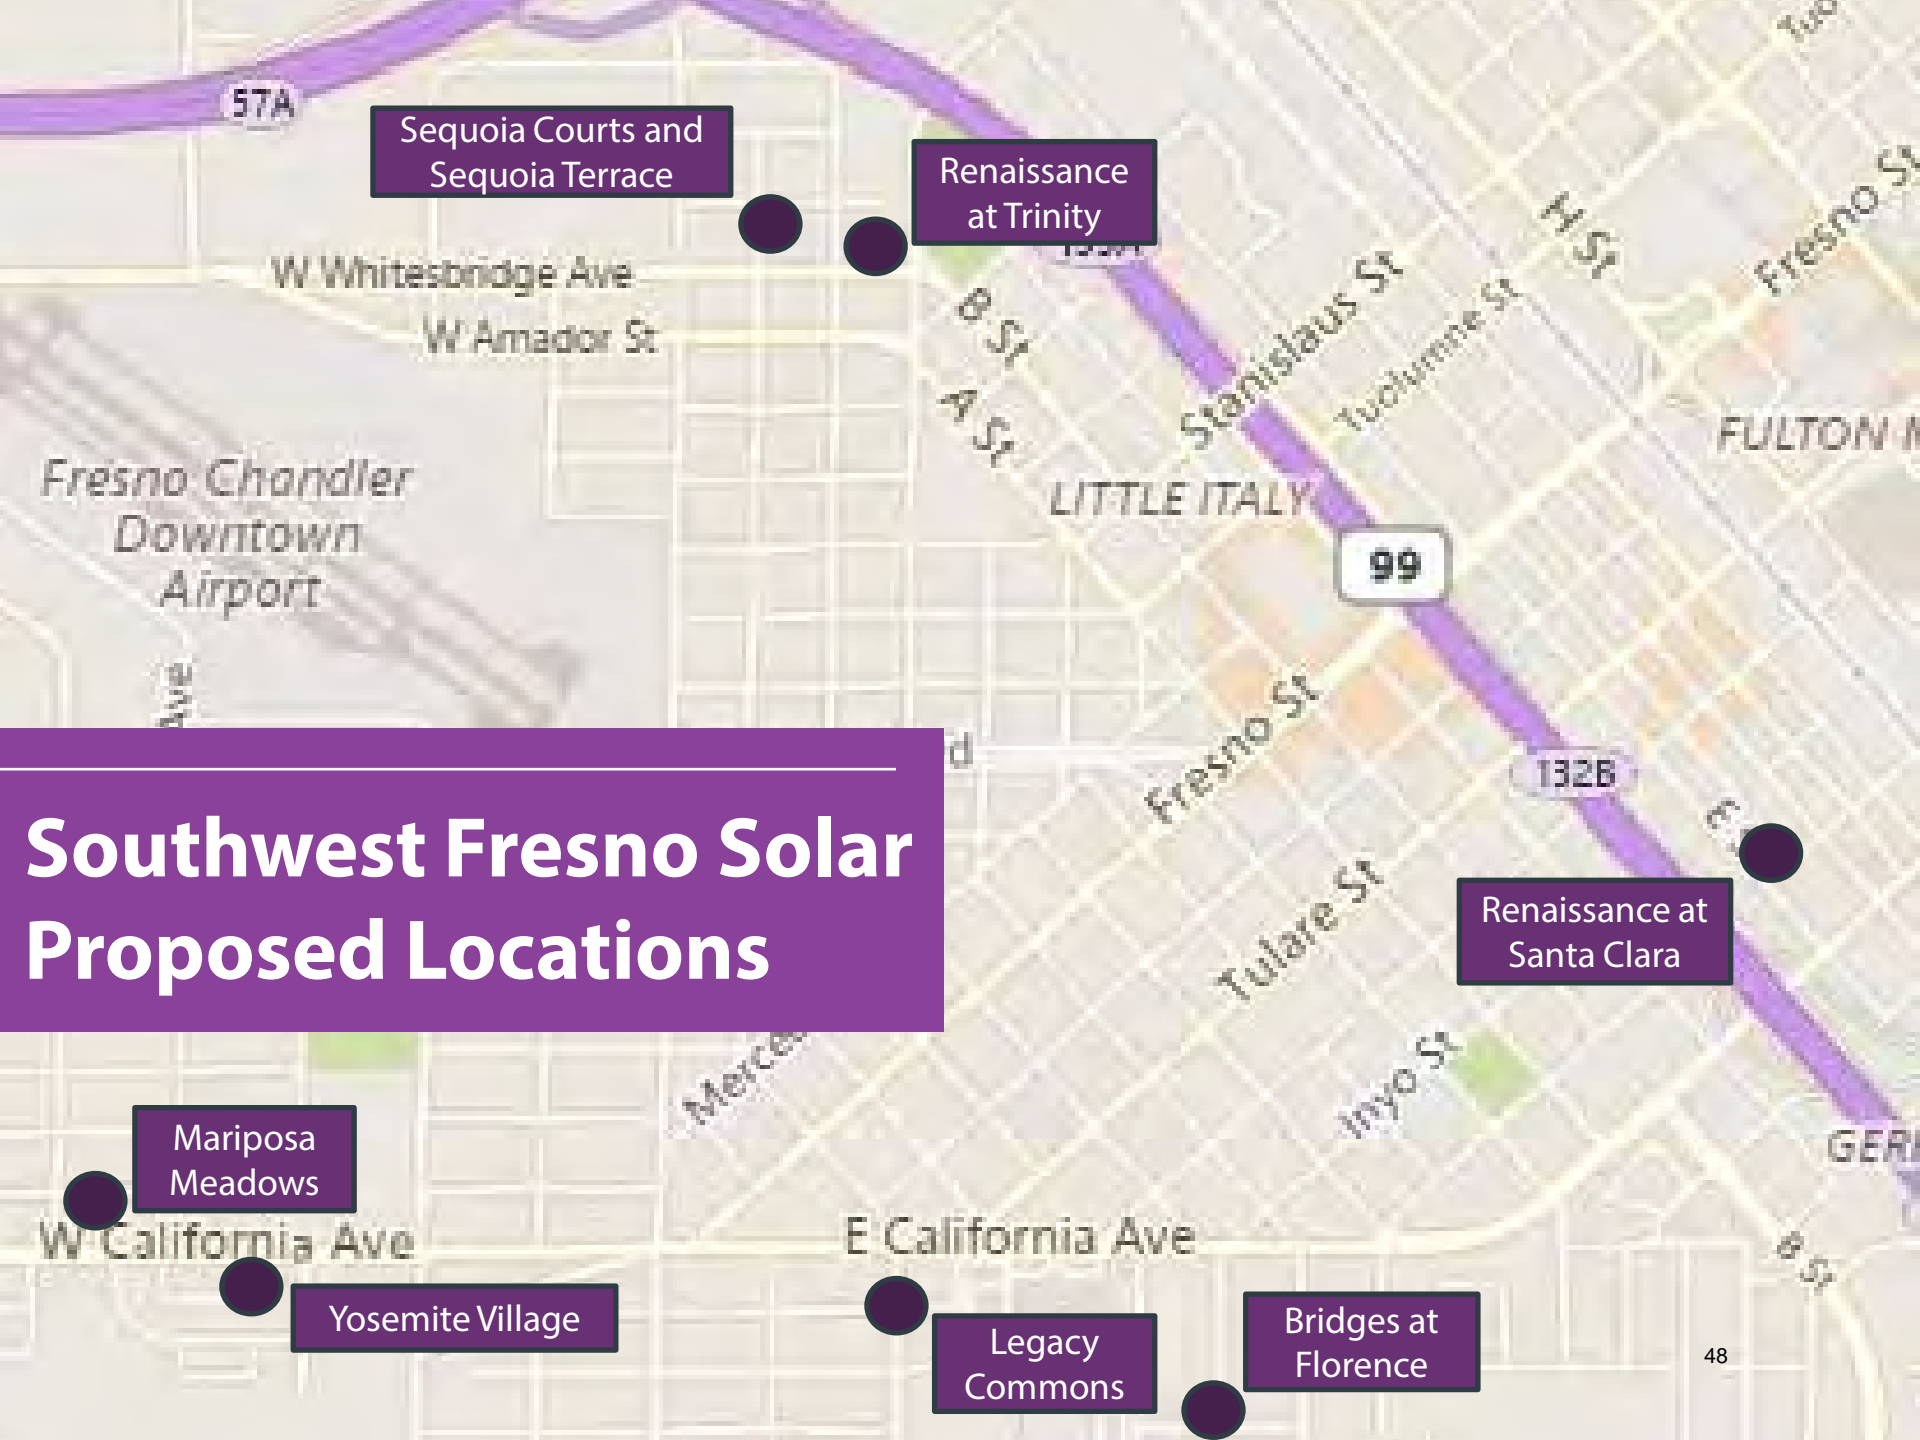 57A
Sequoia Courts and
Sequoia Terrace
Renaissance
at Trinity
W Whitesbridge Ave
W Amador St
B St
A St
Stanislaus St
Tuolumne St
H St
Fresno St
FULTON
Fresno Chandler
Downtown
Airport
LITTLE ITALY
99
Ave
Fresno St
132B
E
Southwest Fresno Solar
Proposed Locations
Tulare St
Renaissance at
Santa Clara
Inyo St
Mariposa
Meadows
W California Ave
E California Ave
B St
Yosemite Village
Legacy
Commons
Bridges at
Florence
48